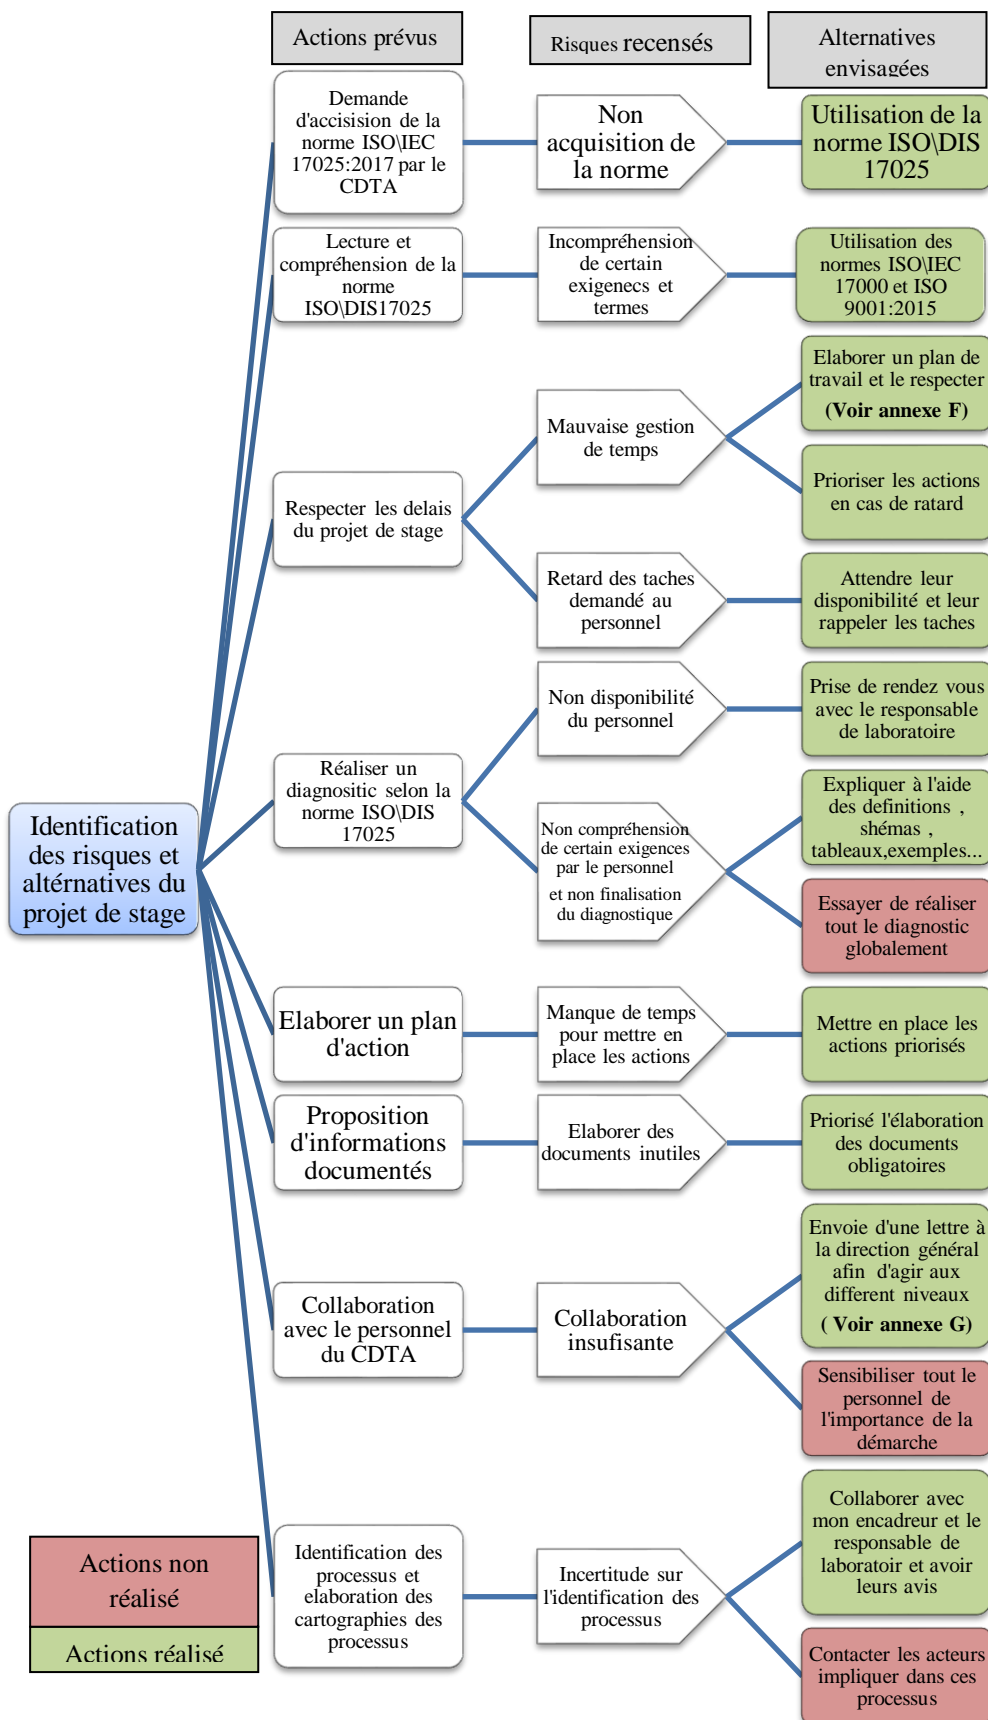 Actions prévus
Risques recensés
Alternatives
envisagées
Demande
d'accisision de la
norme ISO\IEC
17025:2017 par le
CDTA
Non
acquisition de
la norme
Utilisation de la
norme ISO\DIS
17025
Lecture et
compréhension de la
norme
ISO\DIS17025
Incompréhension
de certain
exigenecs et
termes
Utilisation des
normes ISO\IEC
17000 et ISO
9001:2015
Respecter les delais
du projet de stage
Mauvaise gestion
de temps
Elaborer un plan de
travail et le respecter
(Voir annexe F)
Prioriser les actions
en cas de ratard
Retard des taches
demandé au
personnel
Attendre leur
disponibilité et leur
rappeler les taches
Réaliser un
diagnositic selon la
norme ISO\DIS
17025
Non disponibilité
du personnel
Prise de rendez vous
avec le responsable
de laboratoire
Non compréhension
de certain exigences
par le personnel
et non finalisation
du diagnostique
Expliquer à l'aide
des definitions ,
shémas ,
tableaux,exemples...
Essayer de réaliser
tout le diagnostic
globalement
Identification
des risques et
altérnatives du
projet de stage
Elaborer un plan
d'action
Manque de temps
pour mettre en
place les actions
Mettre en place les
actions priorisés
Proposition
d'informations
documentés
Elaborer des
documents inutiles
Priorisé l'élaboration
des documents
obligatoires
Collaboration
avec le personnel
du CDTA
Collaboration
insufisante
Envoie d'une lettre à
la direction général
afin d'agir aux
different niveaux
( Voir annexe G)
Sensibiliser tout le
personnel de
l'importance de la
démarche
Identification des
processus et
elaboration des
cartographies des
processus
Incertitude sur
l'identification des
processus
Collaborer avec
mon encadreur et le
responsable de
laboratoir et avoir
leurs avis
Contacter les acteurs
impliquer dans ces
processus
Actions non
réalisé
Actions réalisé